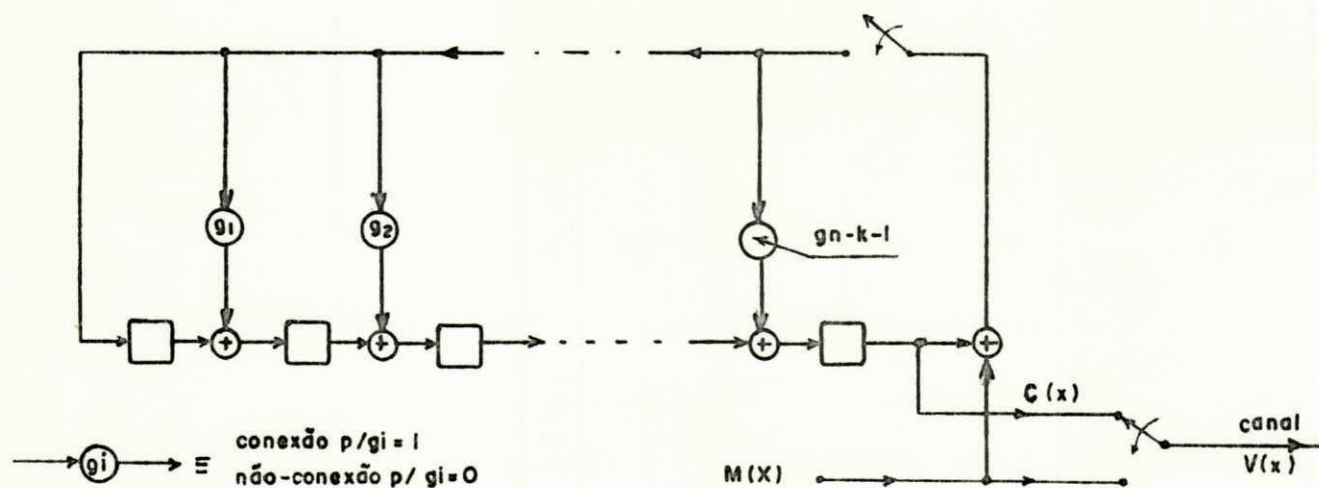 g1
g2
gn-k-1
+
+
+
+
C(x)
canal
V(x)
M(X)
gi ≡ conexão p/gi = 1
não-conexão p/ gi=0